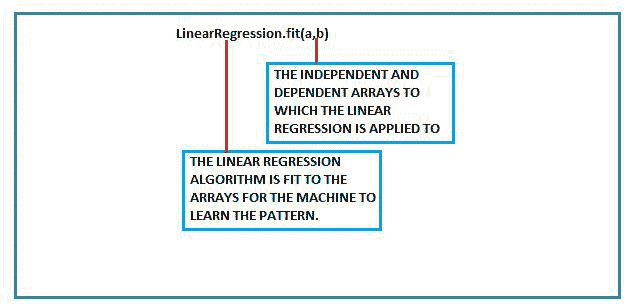 LinearRegression.fit(a,b)
THE INDEPENDENT AND
DEPENDENT ARRAYS TO
WHICH THE LINEAR
REGRESSION IS APPLIED TO
THE LINEAR REGRESSION
ALGORITHM IS FIT TO THE
ARRAYS FOR THE MACHINE TO
LEARN THE PATTERN.